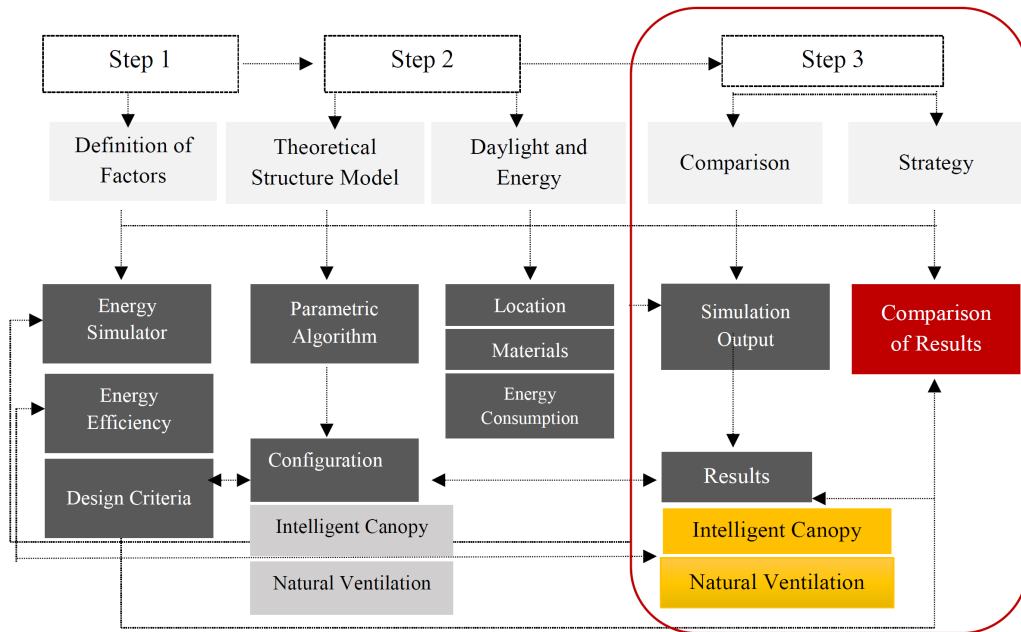 Step 1
Step 2
Step 3
Definition of
Factors
Theoretical
Structure Model
Daylight and
Energy
Comparison
Strategy
Energy
Simulator
Parametric
Algorithm
Location
Materials
Energy
Consumption
Simulation
Output
Comparison
of Results
Energy
Efficiency
Design Criteria
Configuration
Intelligent Canopy
Natural Ventilation
Results
Intelligent Canopy
Natural Ventilation